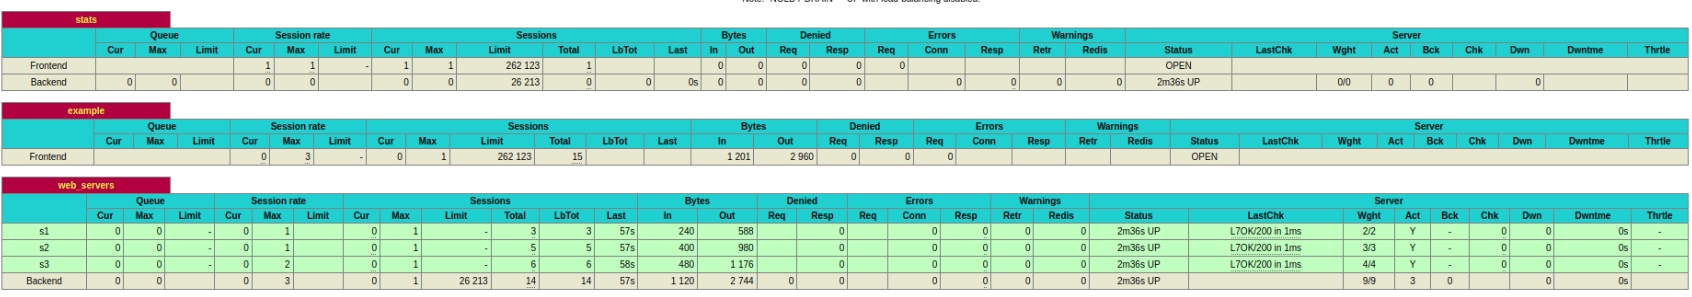 stats
Queue Session rate Sessions Bytes Denied Errors Warnings Server
Cur Max Limit Cur Max Limit Cur Max Limit Total LbTot Last In Out Req Resp Req Conn Resp Retr Redis Status LastChk Wght Act Bck Chk Dwn Dwntme Thrtle
Frontend 1 1 - 1 1 262 123 1 0 0 0 0 0 OPEN
Backend 0 0 0 0 0 0 26 213 0 0 0s 0 0 0 0 0 0 0 0 2m36s UP 0/0 0 0 0
example
Queue Session rate Sessions Bytes Denied Errors Warnings Server
Cur Max Limit Cur Max Limit Cur Max Limit Total LbTot Last In Out Req Resp Req Conn Resp Retr Redis Status LastChk Wght Act Bck Chk Dwn Dwntme Thrtle
Frontend 0 3 - 0 1 262 123 15 1 201 2 960 0 0 0 OPEN
web_servers
Queue Session rate Sessions Bytes Denied Errors Warnings Server
Cur Max Limit Cur Max Limit Cur Max Limit Total LbTot Last In Out Req Resp Req Conn Resp Retr Redis Status LastChk Wght Act Bck Chk Dwn Dwntme Thrtle
s1 0 0 - 0 1 0 1 - 3 3 57s 240 588 0 0 0 0 0 2m36s UP L7OK/200 in 1ms 2/2 Y - 0 0 0s -
s2 0 0 - 0 1 0 1 - 5 5 57s 400 980 0 0 0 0 0 2m36s UP L7OK/200 in 1ms 3/3 Y - 0 0 0s -
s3 0 0 - 0 2 0 1 - 6 6 58s 480 1 176 0 0 0 0 0 2m36s UP L7OK/200 in 1ms 4/4 Y - 0 0 0s -
Backend 0 0 0 3 0 1 26 213 14 14 57s 1 120 2 744 0 0 0 0 0 0 2m36s UP 9/9 3 0 0 0s